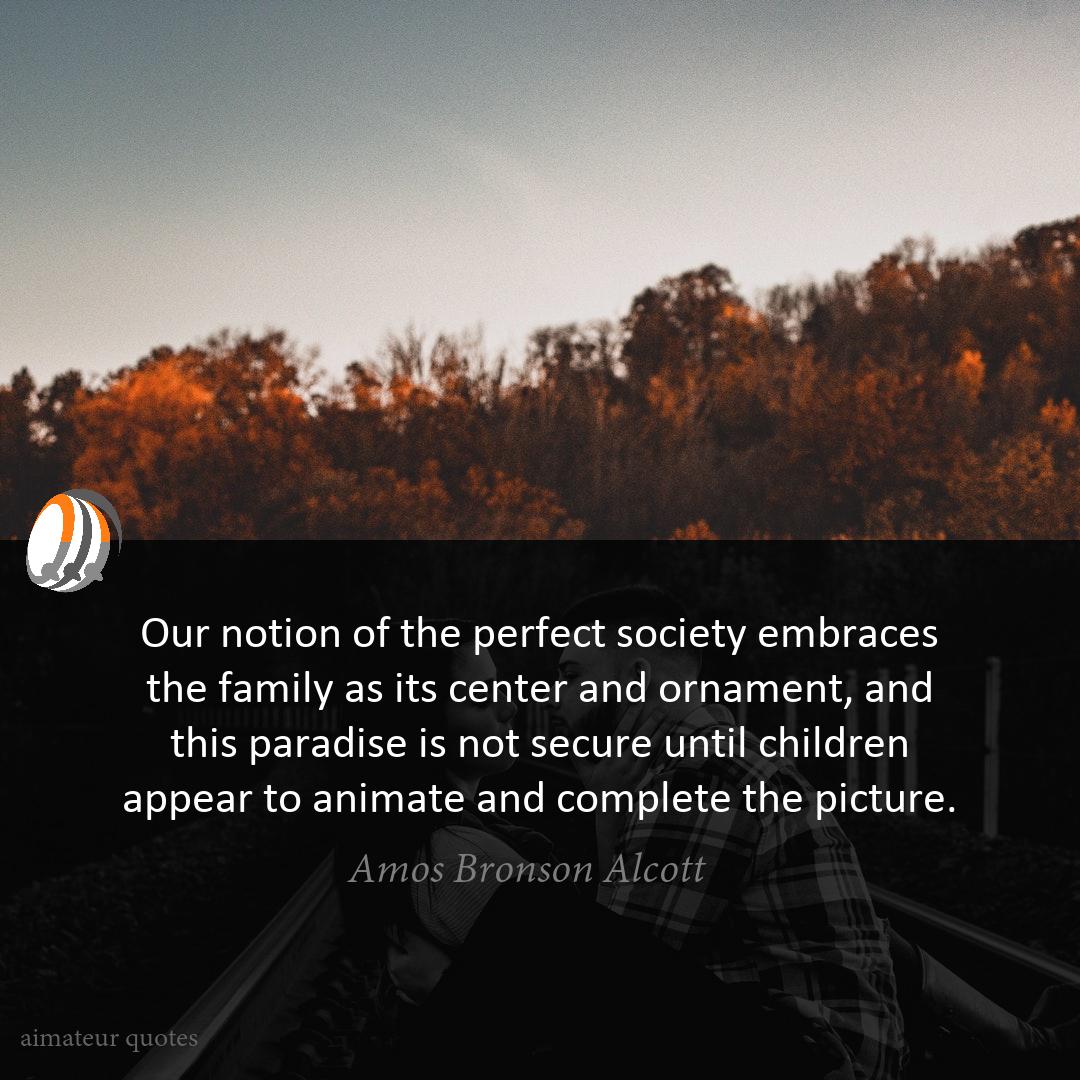 Our notion of the perfect society embraces
the family as its center and ornament, and
this paradise is not secure until children
appear to animate and complete the picture.
Amos Bronson Alcott
aimateur quotes